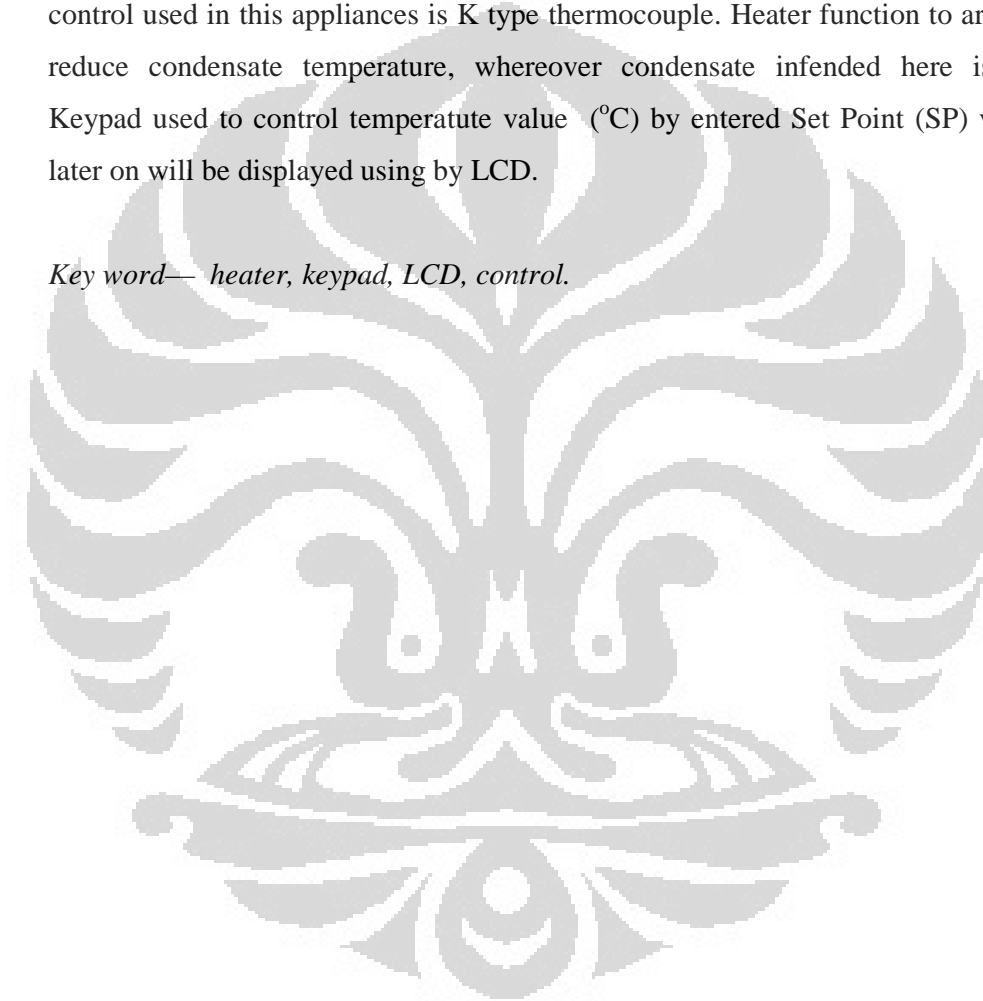 control used in this appliances is K type thermocouple. Heater function to
reduce condensate temperature, whereover condensate infended here
Keypad used to control temperatute value (°C) by entered Set Point (SP)
later on will be displayed using by LCD.
Key word— heater, keypad, LCD, control.